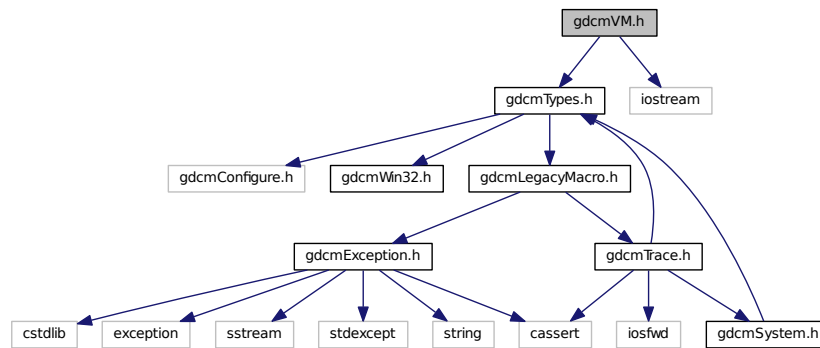 gdcmVM.h
gdcmTypes.h
iostream
gdcmConfigure.h
gdcmWin32.h
gdcmLegacyMacro.h
gdcmException.h
gdcmTrace.h
cstdlib
exception
sstream
stdexcept
string
cassert
iosfwd
gdcmSystem.h